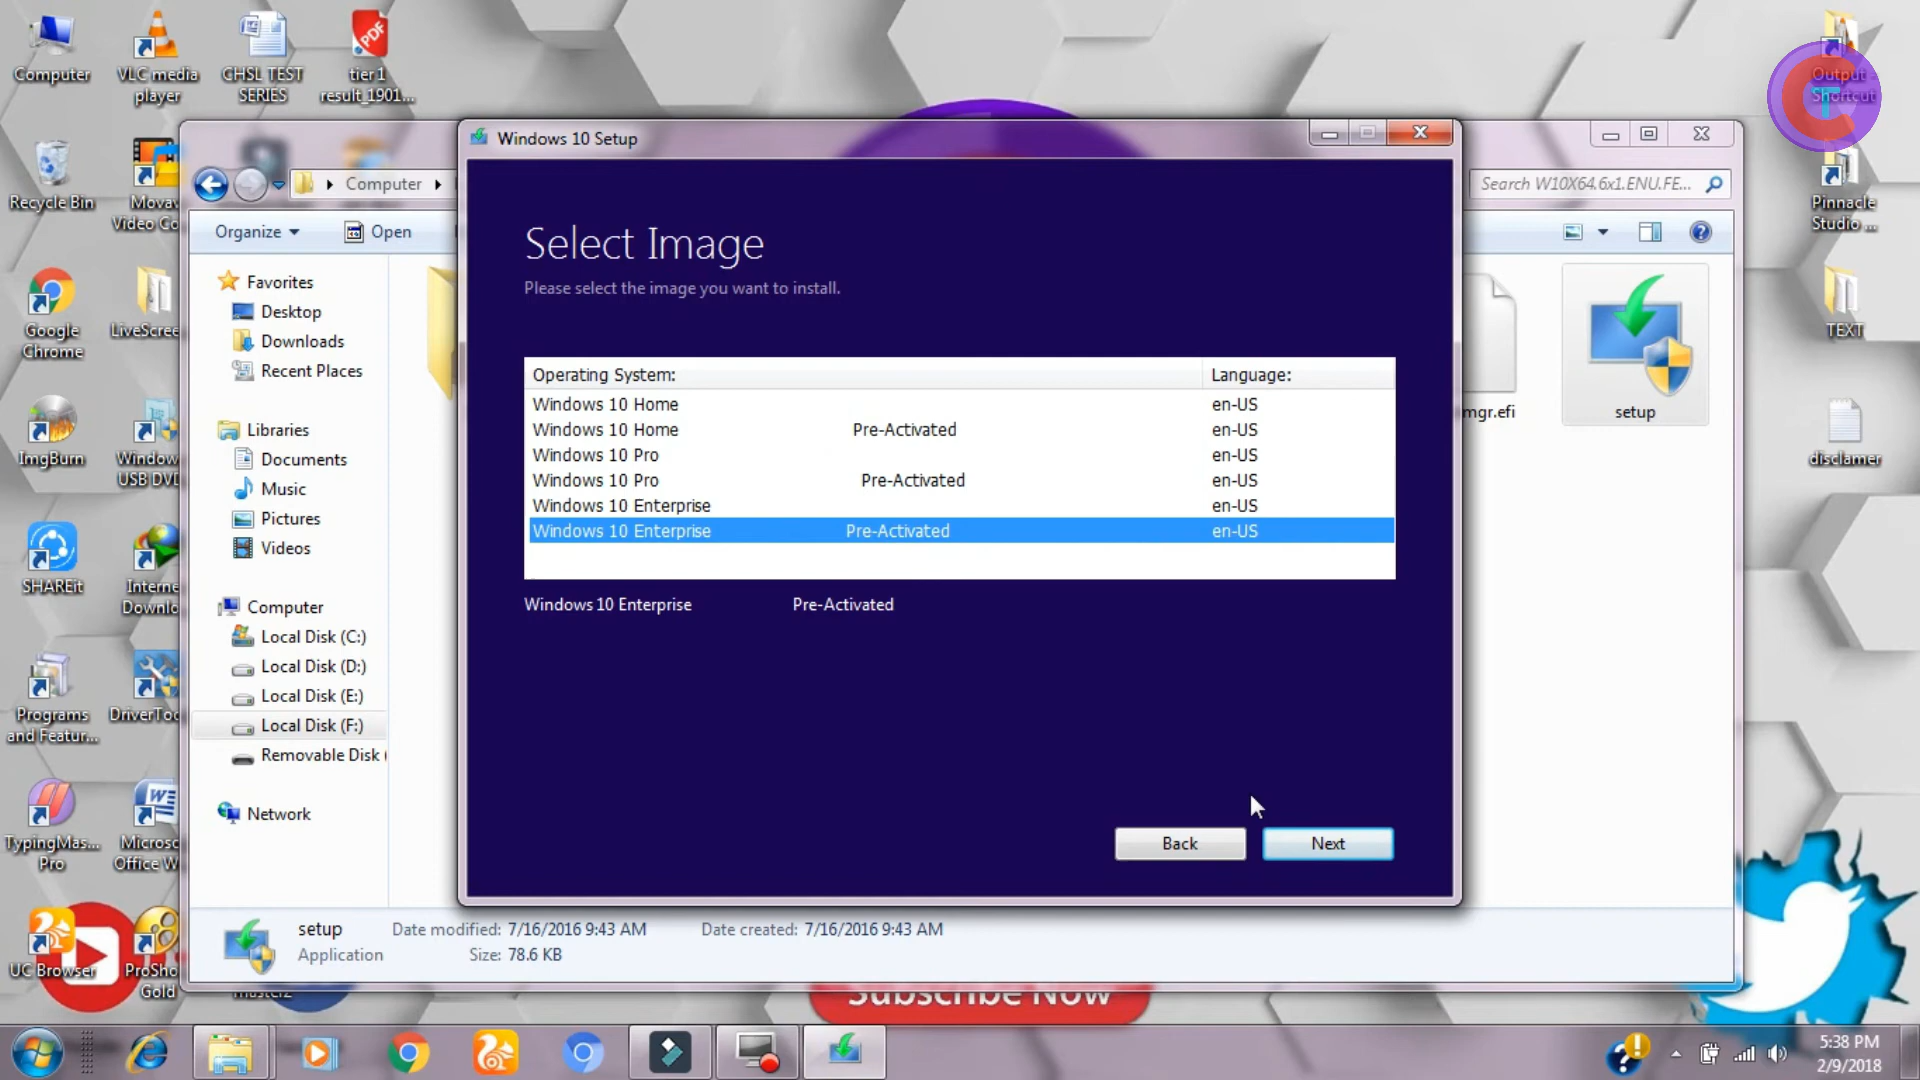 Computer
VLC media player
CHSL TEST SERIES
tier 1 result_1901...
Output - Shortcut
Recycle Bin
Movav
Video Co
Pinnacle Studio ...
Google Chrome
LiveScree
TEXT
ImgBurn
Window
USB DVD
disclamer
SHAREit
Interne
Downlo
Programs and Featur...
DriverToo
TypingMas... Pro
Microso
Office W
UC Browser
ProSho
Gold
Computer
Search W10X64.6x1.ENU.FE...
Organize
Open
Favorites
Desktop
Downloads
Recent Places
Libraries
Documents
Music
Pictures
Videos
Computer
Local Disk (C:)
Local Disk (D:)
Local Disk (E:)
Local Disk (F:)
Removable Disk (
Network
mgr.efi
setup
Windows 10 Setup
Select Image
Please select the image you want to install.
Operating System: Language:
Windows 10 Home en-US
Windows 10 Home Pre-Activated en-US
Windows 10 Pro en-US
Windows 10 Pro Pre-Activated en-US
Windows 10 Enterprise en-US
Windows 10 Enterprise Pre-Activated en-US
Windows 10 Enterprise Pre-Activated
Back
Next
setup Date modified: 7/16/2016 9:43 AM Date created: 7/16/2016 9:43 AM
Application Size: 78.6 KB
Subscribe Now
5:38 PM
2/9/2018